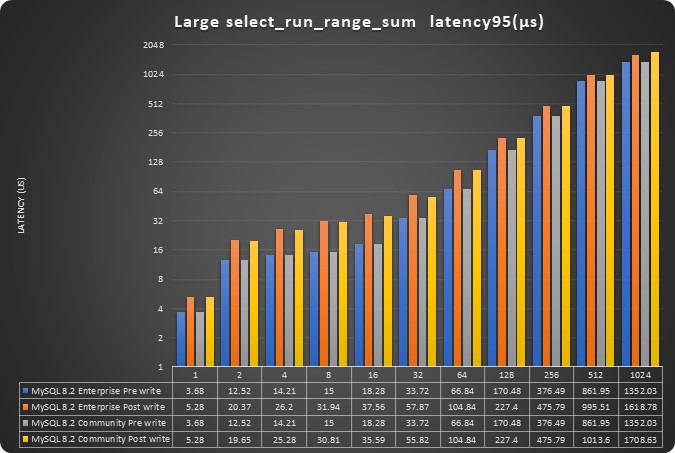 Large select_run_range_sum latency95(µs)
LATENCY (US)
2048
1024
512
256
128
64
32
16
8
4
2
1
1 2 4 8 16 32 64 128 256 512 1024
MySQL 8.2 Enterprise Pre write 3.68 12.52 14.21 15 18.28 33.72 66.84 170.48 376.49 861.95 1352.03
MySQL 8.2 Enterprise Post write 5.28 20.37 26.2 31.94 37.56 57.87 104.84 227.4 475.79 995.51 1618.78
MySQL 8.2 Community Pre write 3.68 12.52 14.21 15 18.28 33.72 66.84 170.48 376.49 861.95 1352.03
MySQL 8.2 Community Post write 5.28 19.65 25.28 30.81 35.59 55.82 104.84 227.4 475.79 1013.6 1708.63